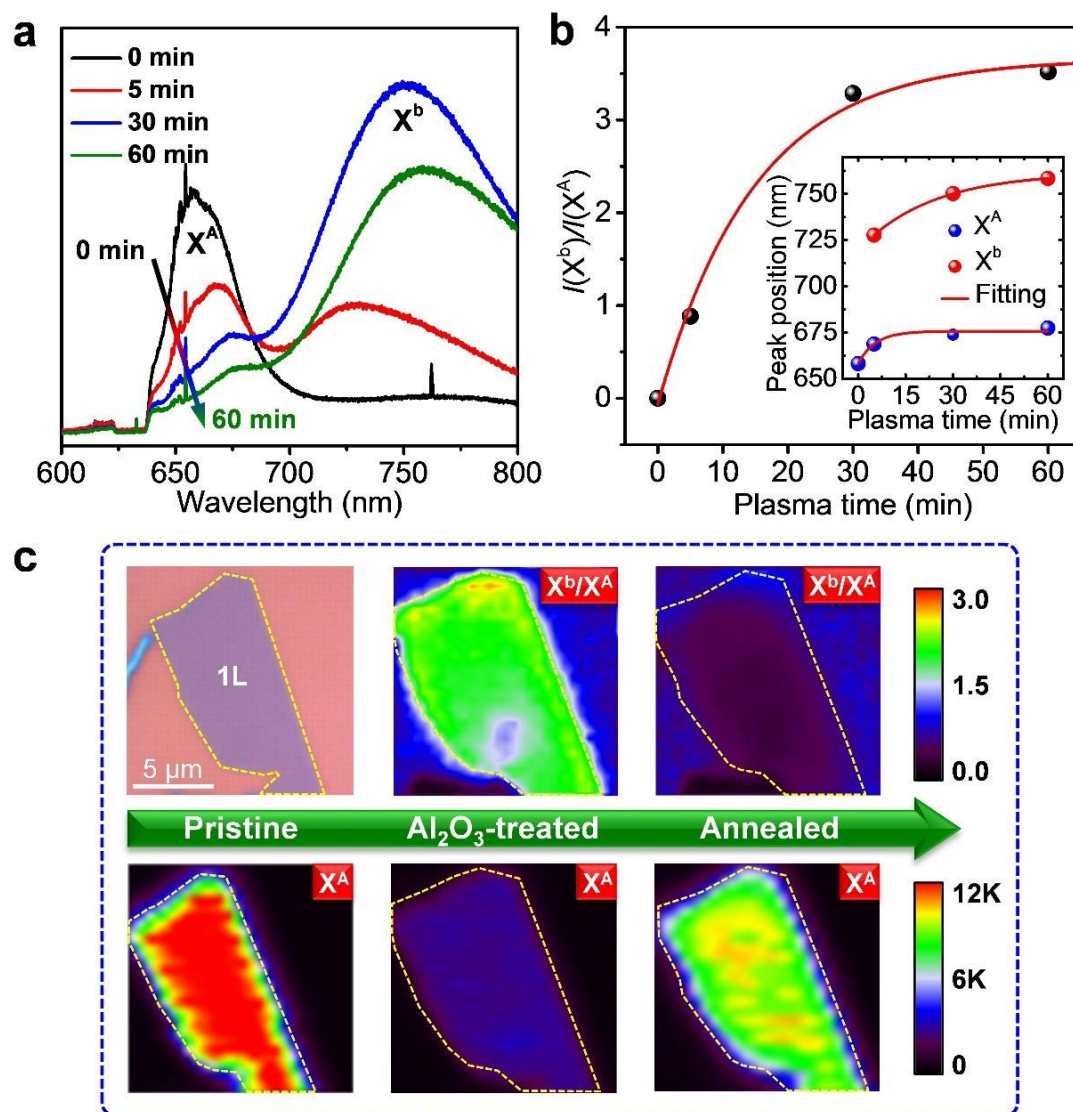 a
0 min
5 min
30 min
60 min
X^A
X^b
0 min
60 min
600 650 700 750 800
Wavelength (nm)
b
4
3
2
1
0
I(X^b)/I(X^A)
0 10 20 30 40 50 60
Plasma time (min)
750
725
700
675
650
Peak position (nm)
X^A
X^b
Fitting
0 15 30 45 60
Plasma time (min)
c
1L
5 µm
X^b/X^A
X^b/X^A
3.0
1.5
0.0
Pristine Al₂O₃-treated Annealed
X^A
X^A
X^A
12K
6K
0